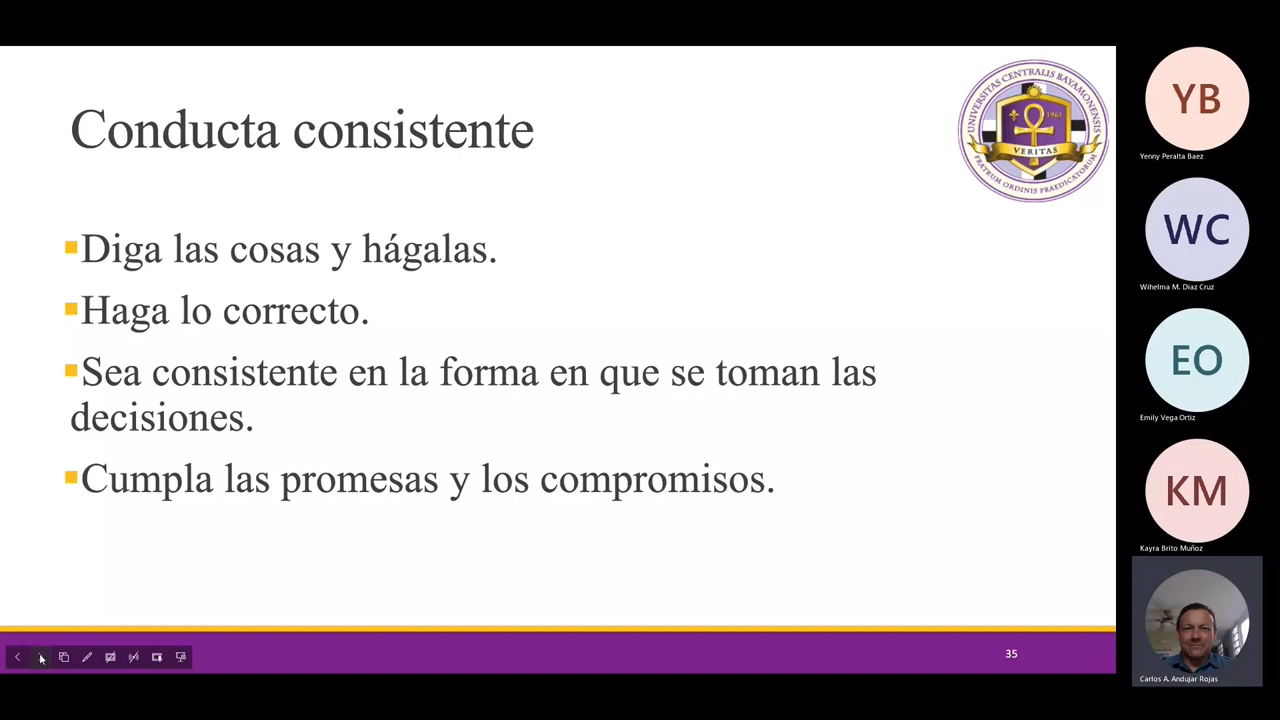 Conducta consistente
▪Diga las cosas y hágalas.
▪Haga lo correcto.
▪Sea consistente en la forma en que se toman las
decisiones.
▪Cumpla las promesas y los compromisos.
35
UNIVERSITAS CENTRALIS BAYAMONENSIS
1961
VERITAS
FRATRUM ORDINIS PRAEDICATORUM
YB
Yenny Peralta Baez
WC
Wihelma M. Diaz Cruz
EO
Emily Vega Ortiz
KM
Kayra Brito Muñoz
Carlos A. Andujar Rojas